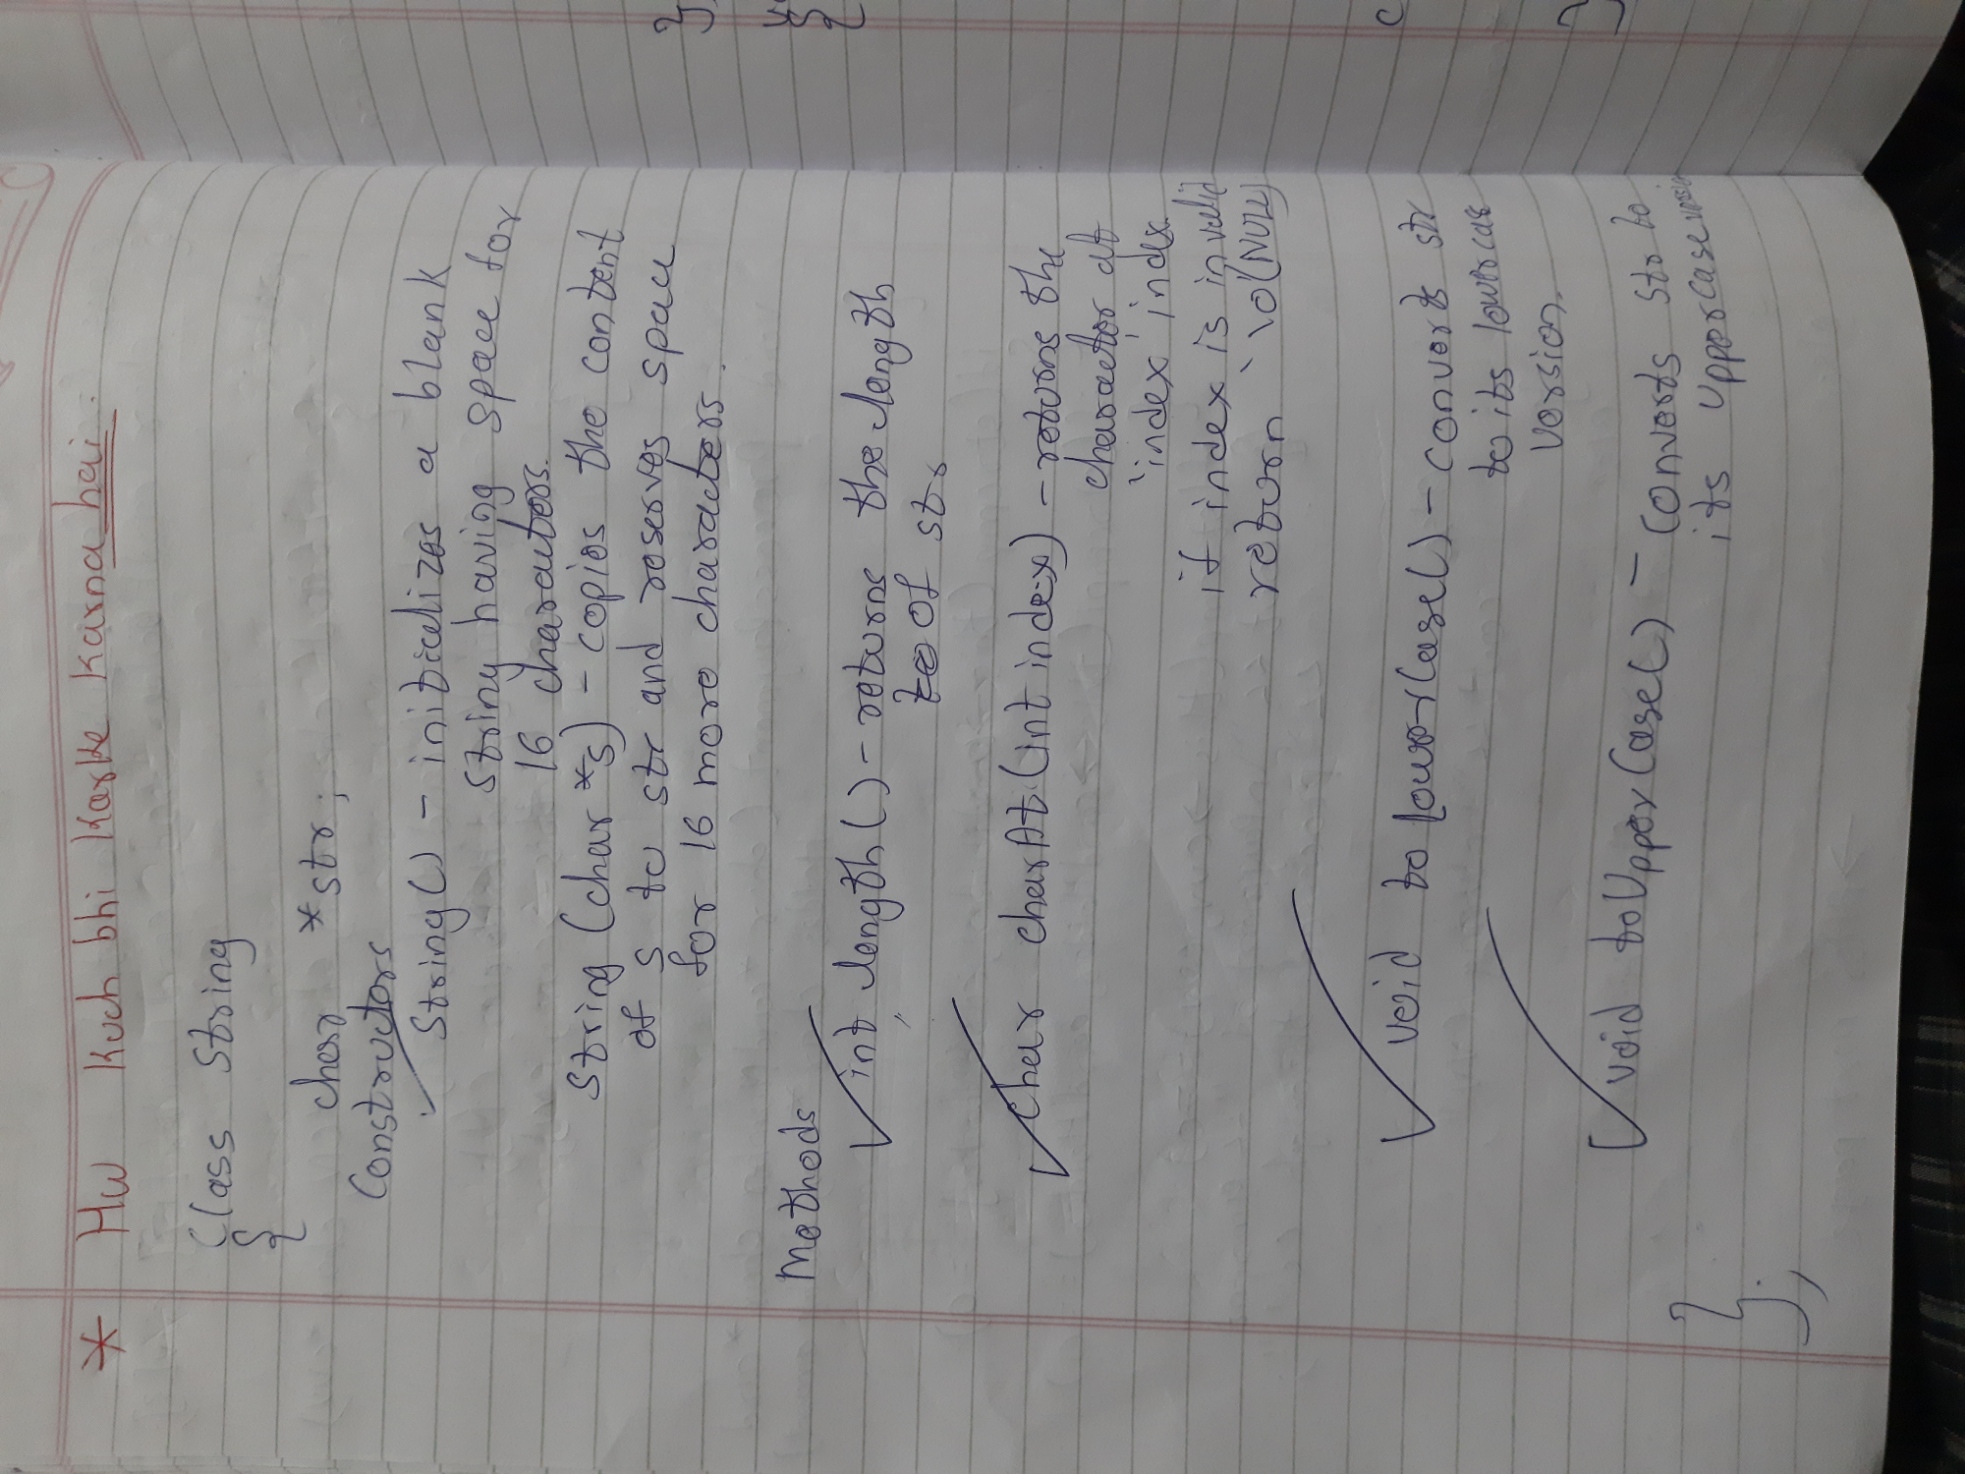 * Hw Kuch bhi Karke Karna hai.
Class String
{
char *str;
Constructors
String() - initializes a blank
string having space for
16 characters.
String (char *s) - copies the content
of s to str and reserves space
for 16 more characters.
Methods
int length() - returns the length
to of str
char charAt(int index) - returns the
character at
'index' index
if index is invalid
return '\0'(NULL)
void toLowerCase() - converts str
to its lowercase
version.
void toUpperCase() - converts str to
its uppercase version
};